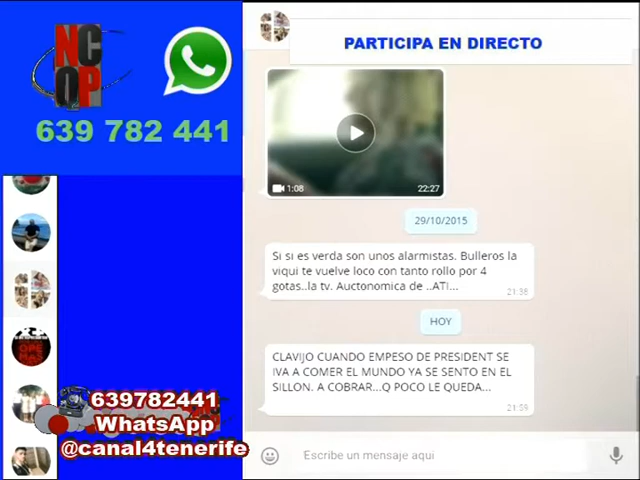 NC
OP
639 782 441
PARTICIPA EN DIRECTO
1:08
22:27
29/10/2015
Si si es verda son unos alarmistas. Bulleros la
viqui te vuelve loco con tanto rollo por 4
gotas..la tv. Auctonomica de ..ATI...
21:38
HOY
CLAVIJO CUANDO EMPESO DE PRESIDENT SE
IVA A COMER EL MUNDO YA SE SENTO EN EL
SILLON. A COBRAR...Q POCO LE QUEDA...
21:59
639782441
WhatsApp
@canal4tenerife
Escribe un mensaje aqui